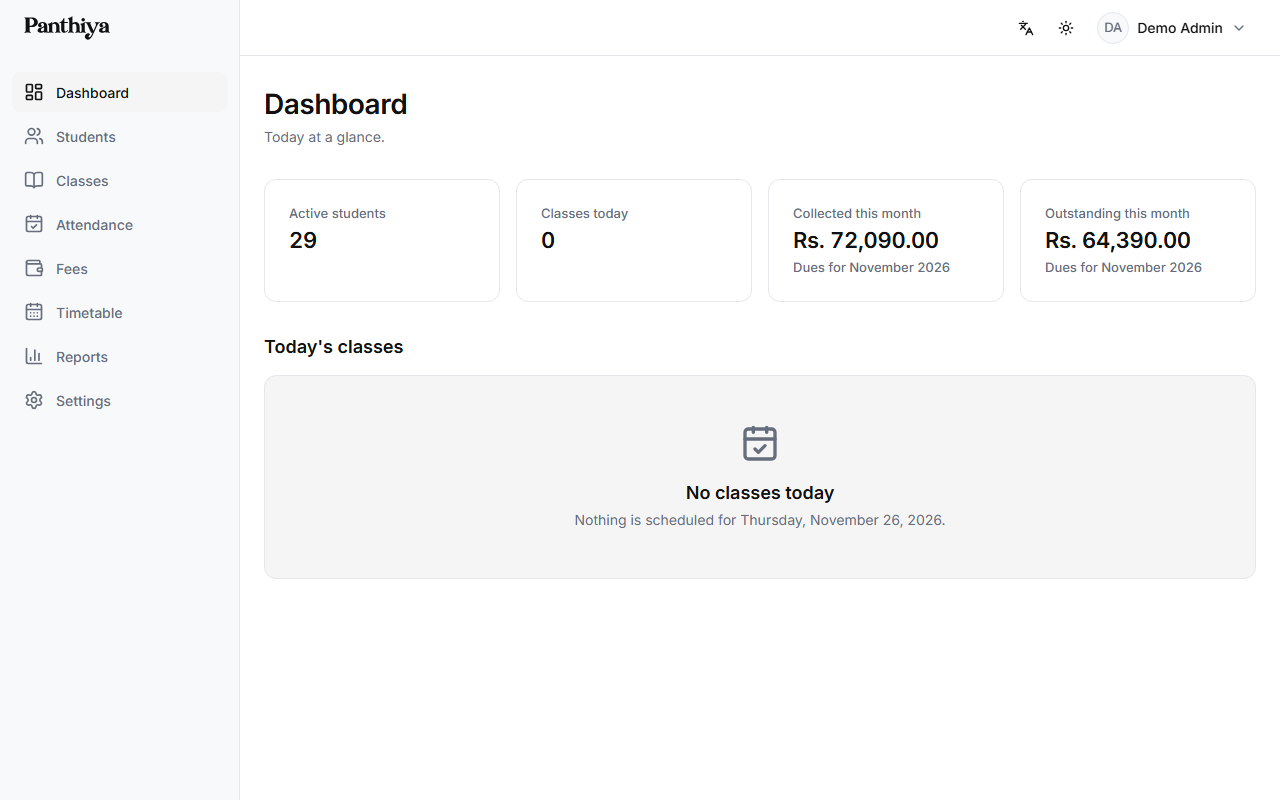 Panthiya
DA
Demo Admin
Dashboard
Students
Classes
Attendance
Fees
Timetable
Reports
Settings
Dashboard
Today at a glance.
Active students
29
Classes today
0
Collected this month
Rs. 72,090.00
Dues for November 2026
Outstanding this month
Rs. 64,390.00
Dues for November 2026
Today's classes
No classes today
Nothing is scheduled for Thursday, November 26, 2026.